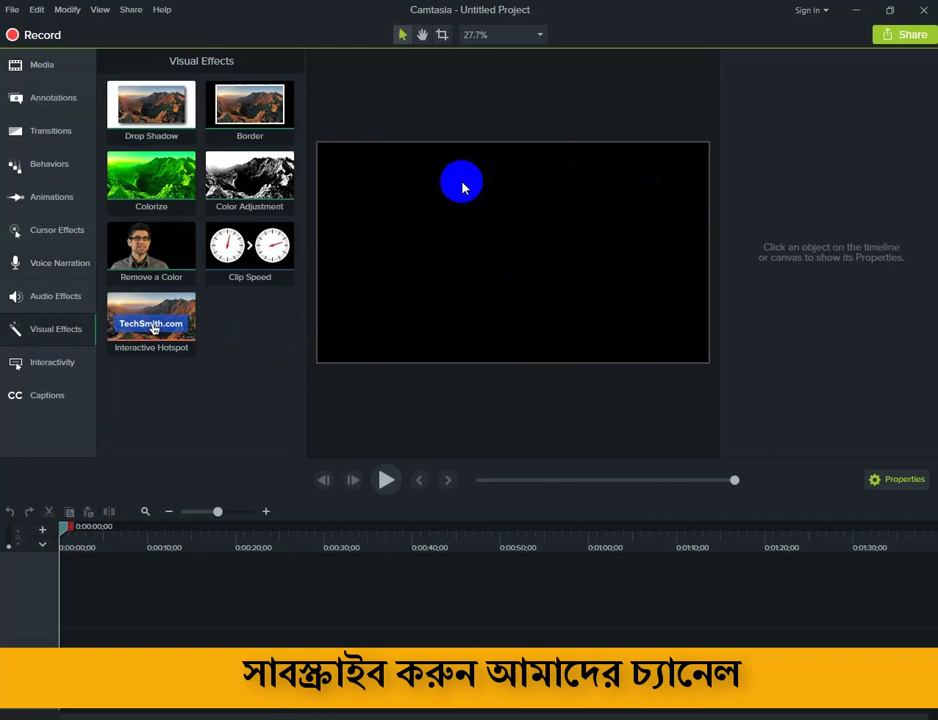 File Edit Modify View Share Help
Camtasia - Untitled Project
Sign In
Record
27.7%
Share
Media
Annotations
Transitions
Behaviors
Animations
Cursor Effects
Voice Narration
Audio Effects
Visual Effects
Interactivity
CC Captions
Visual Effects
Drop Shadow
Border
Colorize
Color Adjustment
Remove a Color
Clip Speed
TechSmith.com
Interactive Hotspot
Click an object on the timeline
or canvas to show its Properties.
Properties
0:00:00;00
0:00:00;00 0:00:10;00 0:00:20;00 0:00:30;00 0:00:40;00 0:00:50;00 0:01:00;00 0:01:10;00 0:01:20;00 0:01:30;00
সাবস্ক্রাইব করুন আমাদের চ্যানেল